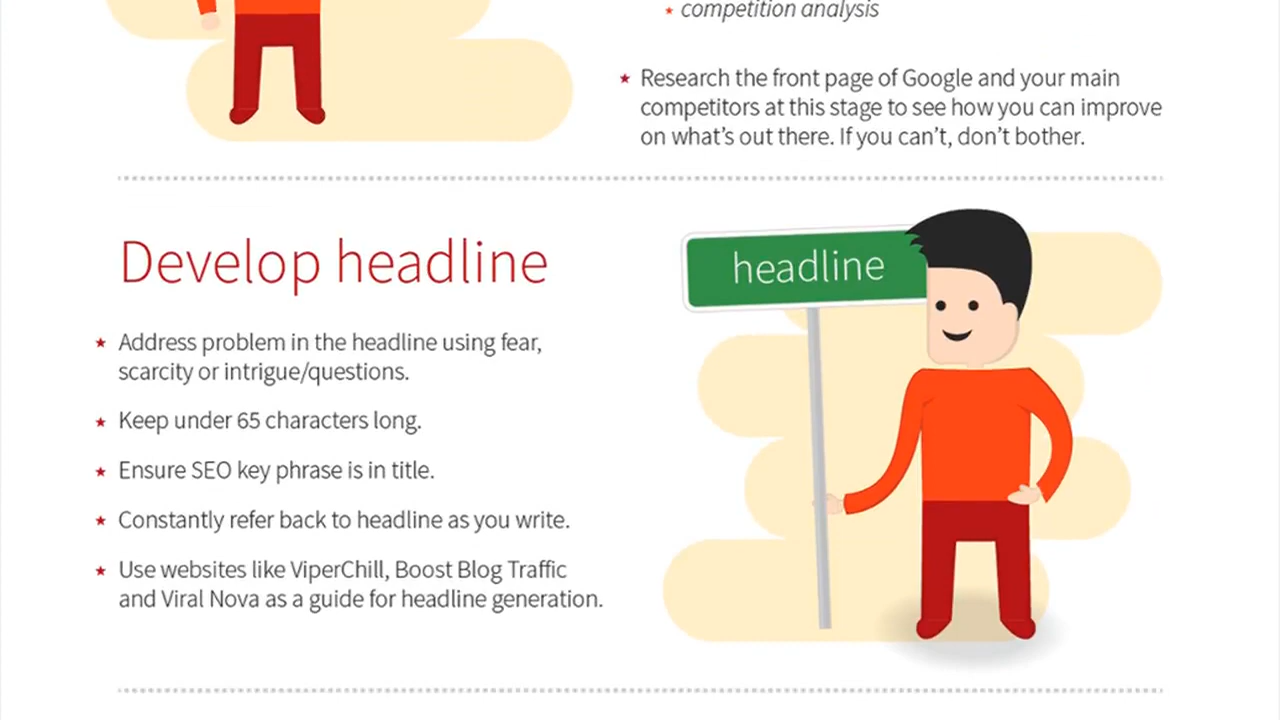 competition analysis
Research the front page of Google and your main
competitors at this stage to see how you can improve
on what’s out there. If you can’t, don’t bother.
Develop headline
headline
Address problem in the headline using fear,
scarcity or intrigue/questions.
Keep under 65 characters long.
Ensure SEO key phrase is in title.
Constantly refer back to headline as you write.
Use websites like ViperChill, Boost Blog Traffic
and Viral Nova as a guide for headline generation.